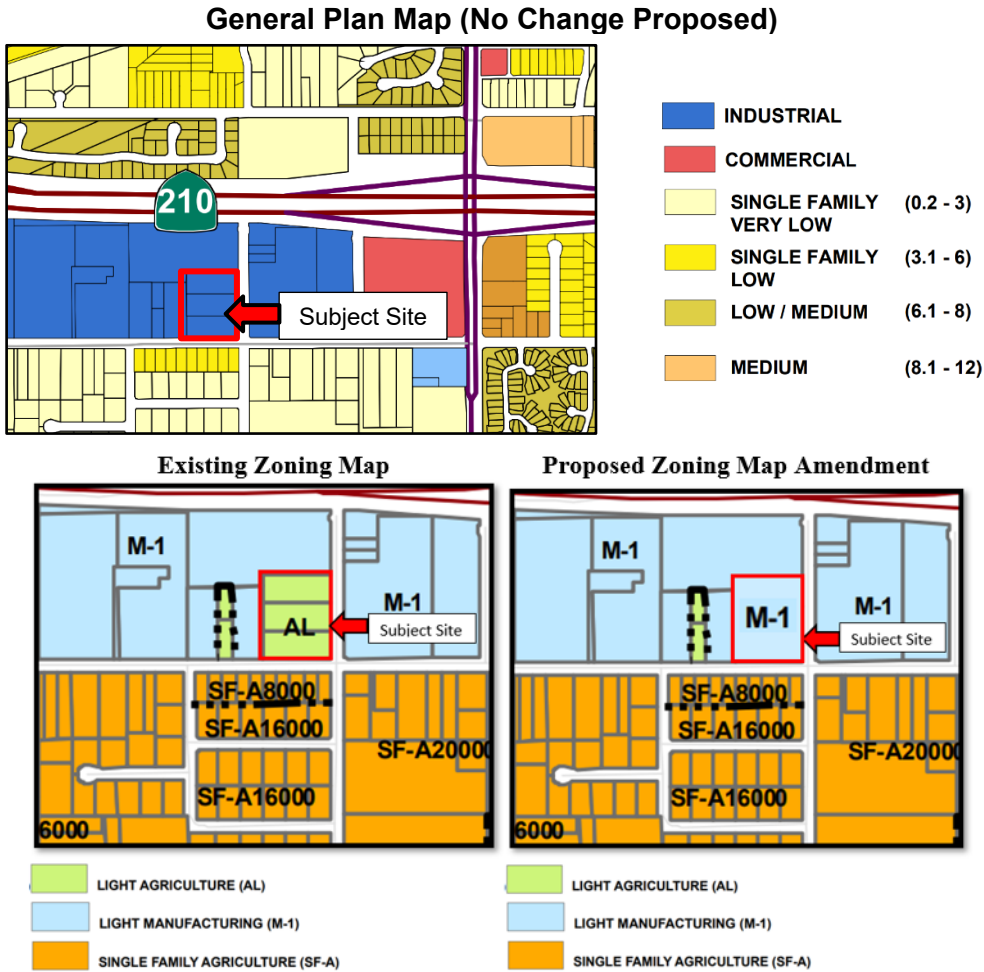 General Plan Map (No Change Proposed)
210
Subject Site
INDUSTRIAL
COMMERCIAL
SINGLE FAMILY (0.2 - 3)
VERY LOW
SINGLE FAMILY (3.1 - 6)
LOW
LOW / MEDIUM (6.1 - 8)
MEDIUM (8.1 - 12)
Existing Zoning Map
M-1
M-1
AL
Subject Site
SF-A8000
SF-A16000
SF-A20000
SF-A16000
6000
LIGHT AGRICULTURE (AL)
LIGHT MANUFACTURING (M-1)
SINGLE FAMILY AGRICULTURE (SF-A)
Proposed Zoning Map Amendment
M-1
M-1
M-1
Subject Site
SF-A8000
SF-A16000
SF-A20000
SF-A16000
6000
LIGHT AGRICULTURE (AL)
LIGHT MANUFACTURING (M-1)
SINGLE FAMILY AGRICULTURE (SF-A)